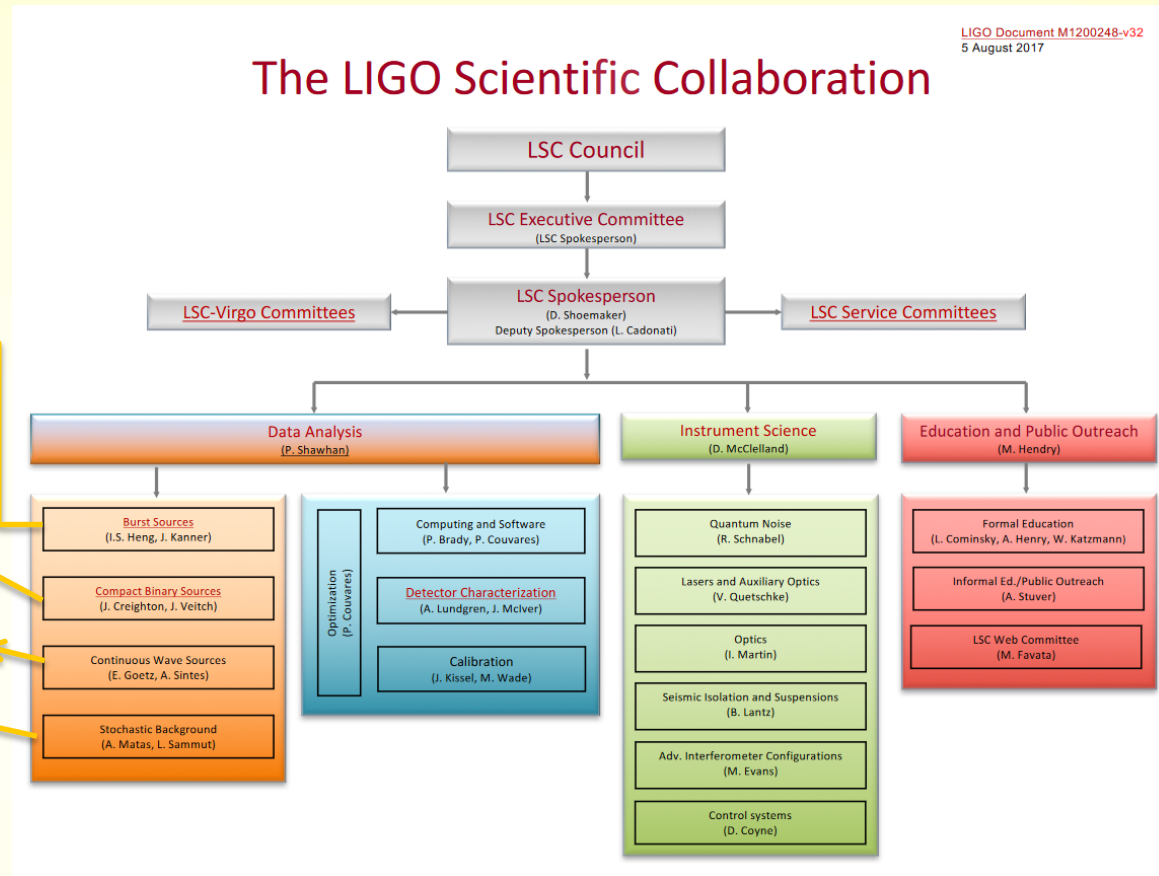 LIGO Document M1200248-v32
5 August 2017
The LIGO Scientific Collaboration
LSC Council
LSC Executive Committee
(LSC Spokesperson)
LSC-Virgo Committees
LSC Spokesperson
(D. Shoemaker)
Deputy Spokesperson (L. Cadonati)
LSC Service Committees
Data Analysis
(P. Shawhan)
Instrument Science
(D. McClelland)
Education and Public Outreach
(M. Hendry)
Burst Sources
(I.S. Heng, J. Kanner)
Compact Binary Sources
(J. Creighton, J. Veitch)
Continuous Wave Sources
(E. Goetz, A. Sintes)
Stochastic Background
(A. Matas, L. Sammut)
Optimization
(P. Couvares)
Computing and Software
(P. Brady, P. Couvares)
Detector Characterization
(A. Lundgren, J. McIver)
Calibration
(J. Kissel, M. Wade)
Quantum Noise
(R. Schnabel)
Lasers and Auxiliary Optics
(V. Quetschke)
Optics
(I. Martin)
Seismic Isolation and Suspensions
(B. Lantz)
Adv. Interferometer Configurations
(M. Evans)
Control systems
(D. Coyne)
Formal Education
(L. Cominsky, A. Henry, W. Katzmann)
Informal Ed./Public Outreach
(A. Stuver)
LSC Web Committee
(M. Favata)